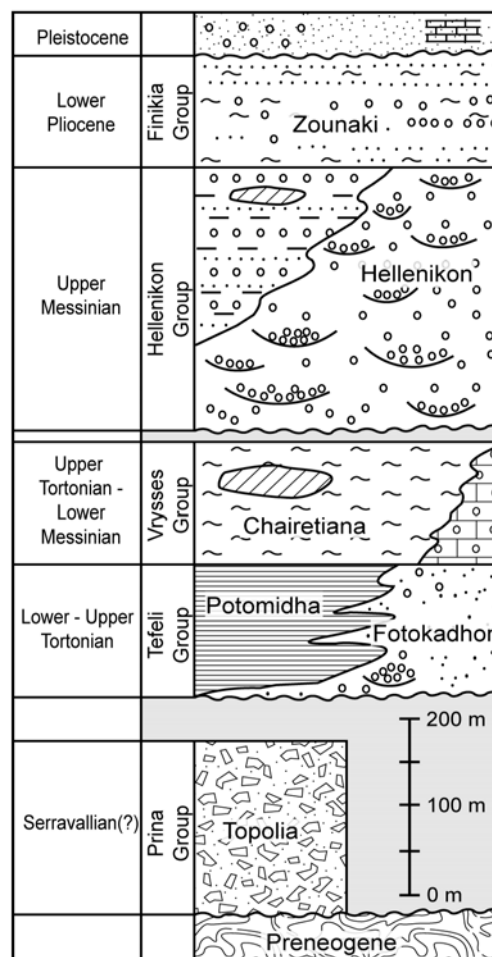 Pleistocene
Lower
Pliocene
Finikia
Group
Zounaki
Upper
Messinian
Hellenikon
Group
Hellenikon
Upper
Tortonian -
Lower
Messinian
Vrysses
Group
Chairetiana
Lower - Upper
Tortonian
Tefeli
Group
Potomidha
Fotokadhon
200 m
100 m
0 m
Serravallian(?)
Prina
Group
Topolia
Preneogene